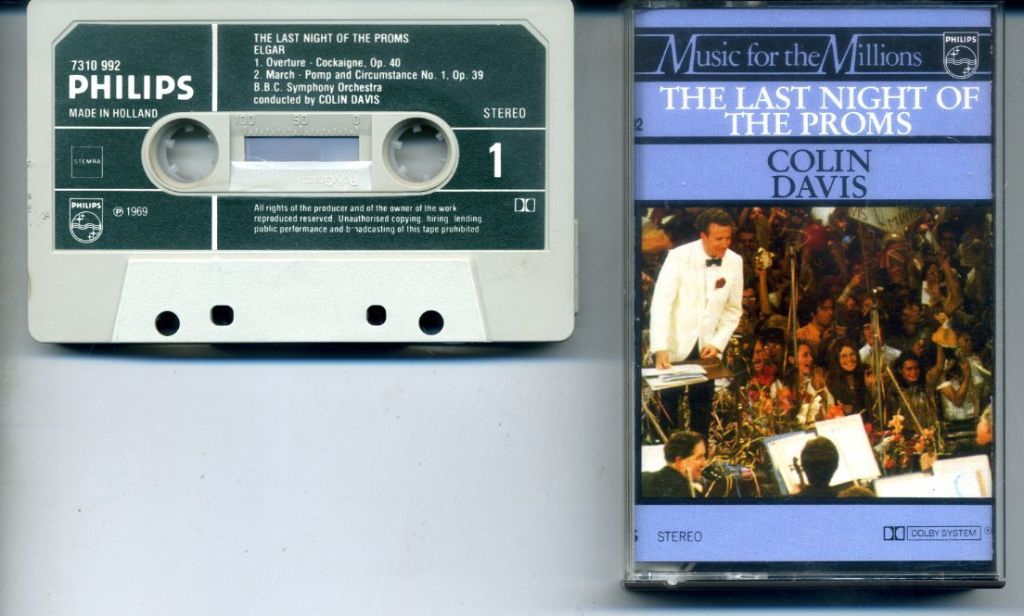 THE LAST NIGHT OF THE PROMS
ELGAR
7310 992
1. Overture - Cockaigne, Op. 40
2. March - Pomp and Circumstance No. 1, Op. 39
PHILIPS
B.B.C. Symphony Orchestra
conducted by COLIN DAVIS
MADE IN HOLLAND
STEREO
100 50 0
STEMRA
1
PolyGram
PHILIPS
℗ 1969
All rights of the producer and of the owner of the work
reproduced reserved. Unauthorised copying, hiring, lending,
public performance and broadcasting of this tape prohibited.
Music for the Millions
PHILIPS
THE LAST NIGHT OF
THE PROMS
COLIN
DAVIS
STEREO
DOLBY SYSTEM